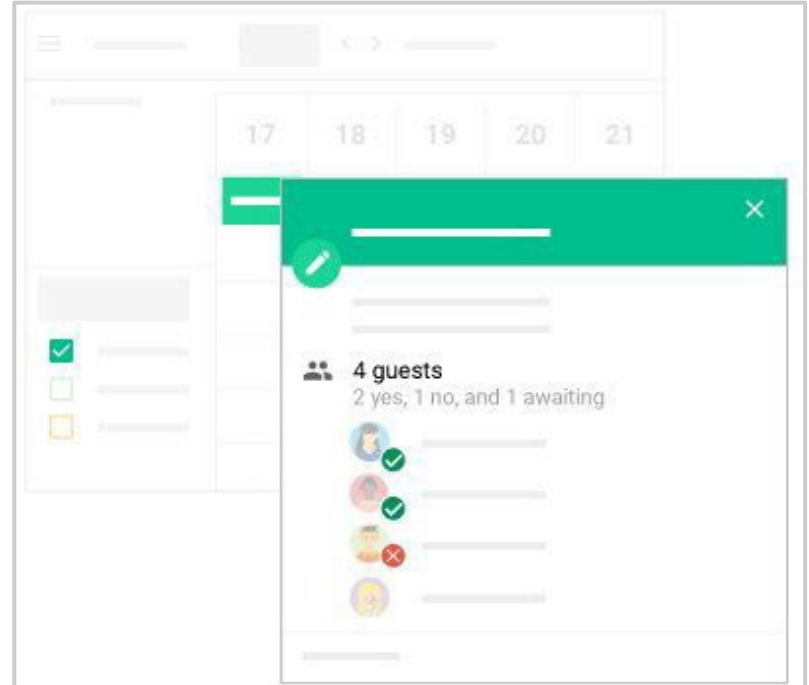 17 18 19 20 21
4 guests
2 yes, 1 no, and 1 awaiting